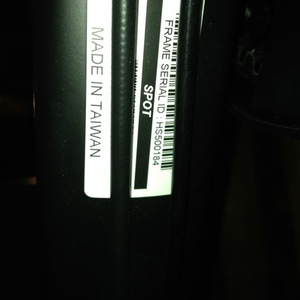 MADE IN TAIWAN
SPOT
FRAME SERIAL ID : HS500184